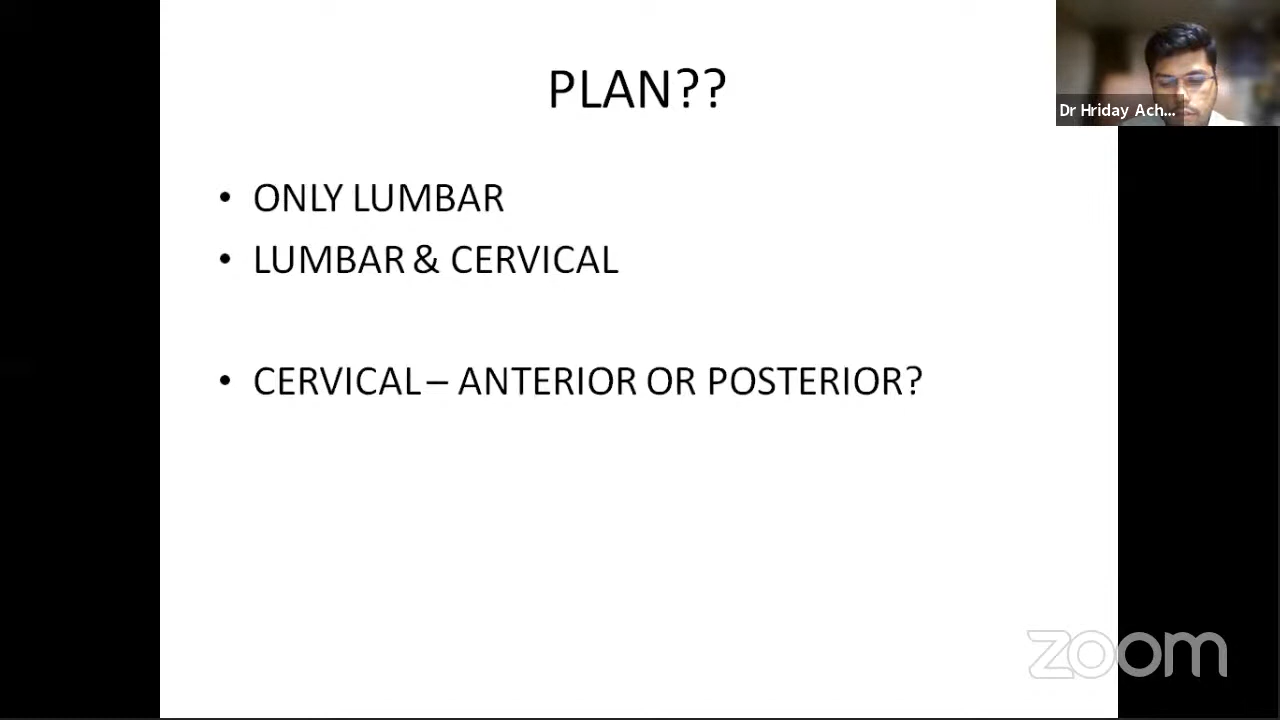 PLAN??
Dr Hriday Ach...
• ONLY LUMBAR
• LUMBAR & CERVICAL
• CERVICAL – ANTERIOR OR POSTERIOR?
zoom